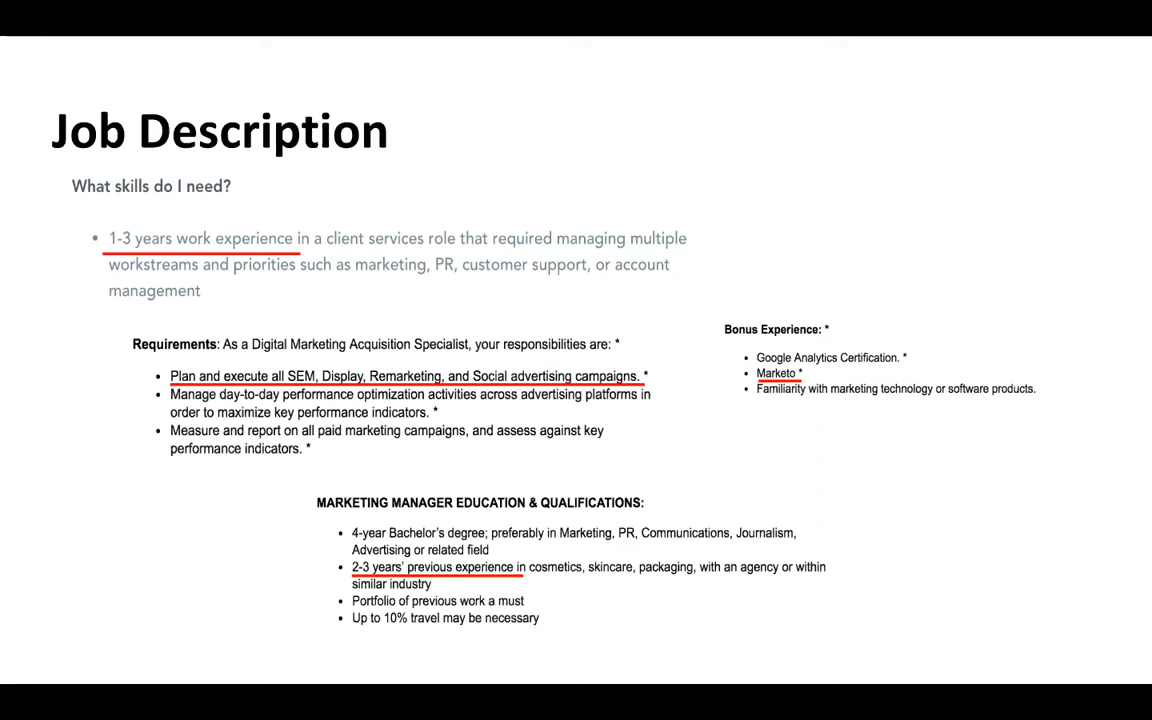 Job Description
What skills do I need?
• 1-3 years work experience in a client services role that required managing multiple
workstreams and priorities such as marketing, PR, customer support, or account
management
Requirements: As a Digital Marketing Acquisition Specialist, your responsibilities are: *
• Plan and execute all SEM, Display, Remarketing, and Social advertising campaigns. *
• Manage day-to-day performance optimization activities across advertising platforms in
order to maximize key performance indicators. *
• Measure and report on all paid marketing campaigns, and assess against key
performance indicators. *
Bonus Experience: *
• Google Analytics Certification. *
• Marketo *
• Familiarity with marketing technology or software products.
MARKETING MANAGER EDUCATION & QUALIFICATIONS:
• 4-year Bachelor's degree; preferably in Marketing, PR, Communications, Journalism,
Advertising or related field
• 2-3 years' previous experience in cosmetics, skincare, packaging, with an agency or within
similar industry
• Portfolio of previous work a must
• Up to 10% travel may be necessary